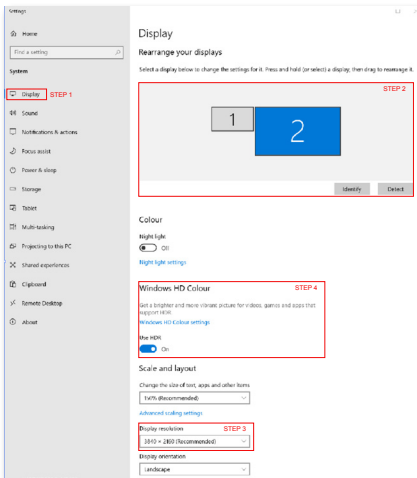 Settings
Home
Find a setting
System
Display STEP 1
Sound
Notifications & actions
Focus assist
Power & sleep
Storage
Tablet
Multi-tasking
Projecting to this PC
Shared experiences
Clipboard
Remote Desktop
About
Display
Rearrange your displays
Select a display below to change the settings for it. Press and hold (or select) a display, then drag to rearrange it.
STEP 2
1
2
Identify Detect
Colour
Night light
Off
Night light settings
Windows HD Colour STEP 4
Get a brighter and more vibrant picture for videos, games and apps that
support HDR.
Windows HD Colour settings
Use HDR
On
Scale and layout
Change the size of text, apps and other items
(Recommended)
Advanced scaling settings
Display resolution STEP 3
3840 × 2160 (Recommended)
Display orientation
Landscape